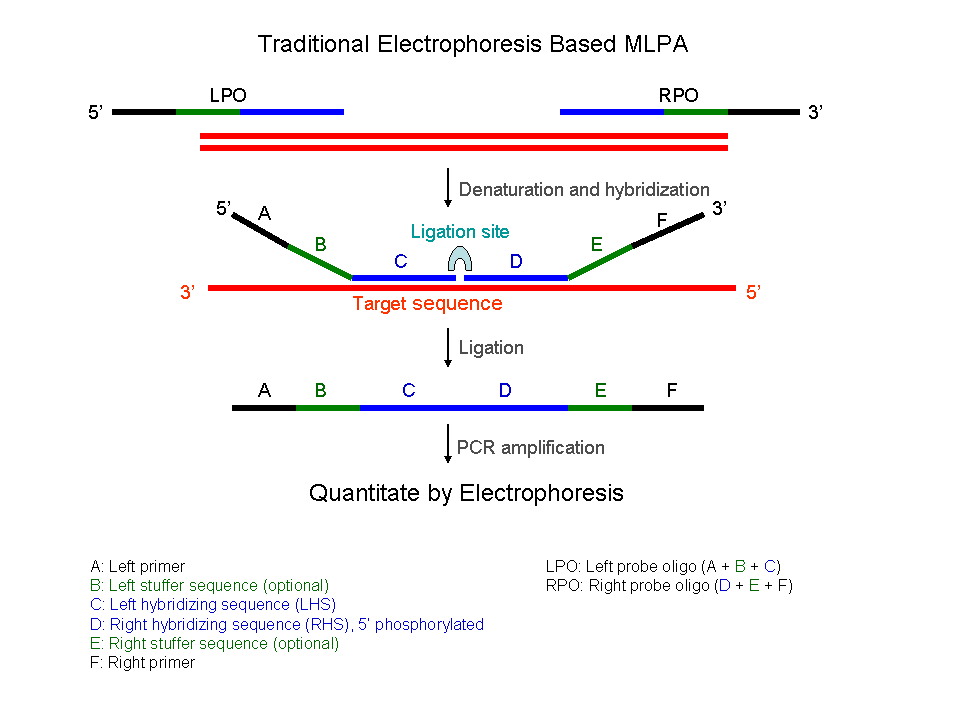 Traditional Electrophoresis Based MLPA
LPO
RPO
5’
3’
Denaturation and hybridization
5’
A
F
3’
B
Ligation site
E
C
D
3’
5’
Target sequence
Ligation
A
B
C
D
E
F
PCR amplification
Quantitate by Electrophoresis
A: Left primer
B: Left stuffer sequence (optional)
C: Left hybridizing sequence (LHS)
D: Right hybridizing sequence (RHS), 5’ phosphorylated
E: Right stuffer sequence (optional)
F: Right primer
LPO: Left probe oligo (A + B + C)
RPO: Right probe oligo (D + E + F)